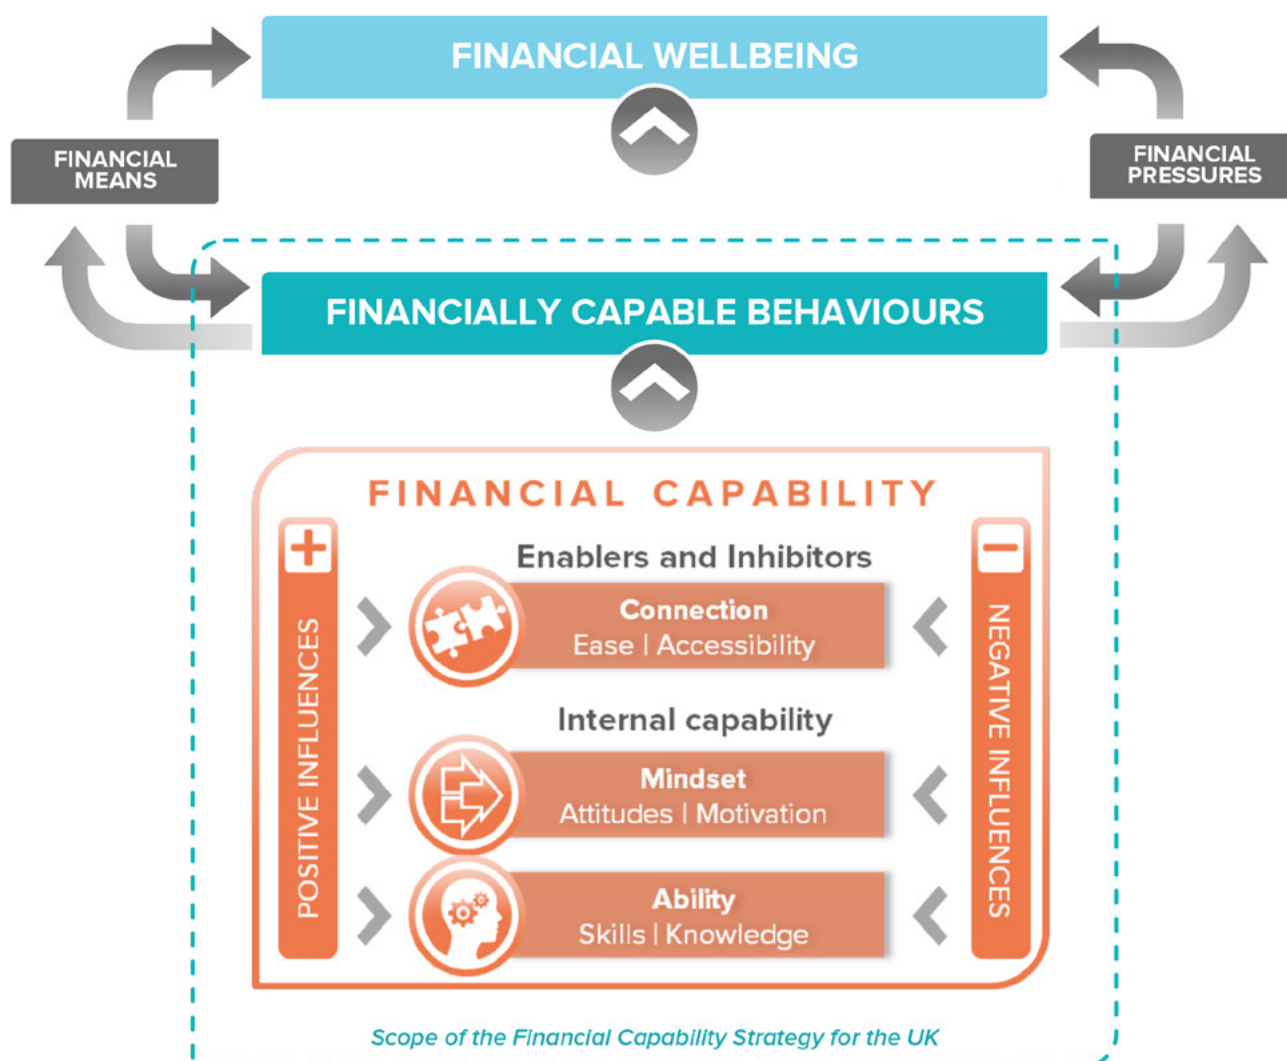 FINANCIAL WELLBEING
FINANCIAL
MEANS
FINANCIAL
PRESSURES
FINANCIALLY CAPABLE BEHAVIOURS
FINANCIAL CAPABILITY
Enablers and Inhibitors
Connection
Ease | Accessibility
Internal capability
Mindset
Attitudes | Motivation
Ability
Skills | Knowledge
POSITIVE INFLUENCES
NEGATIVE INFLUENCES
Scope of the Financial Capability Strategy for the UK